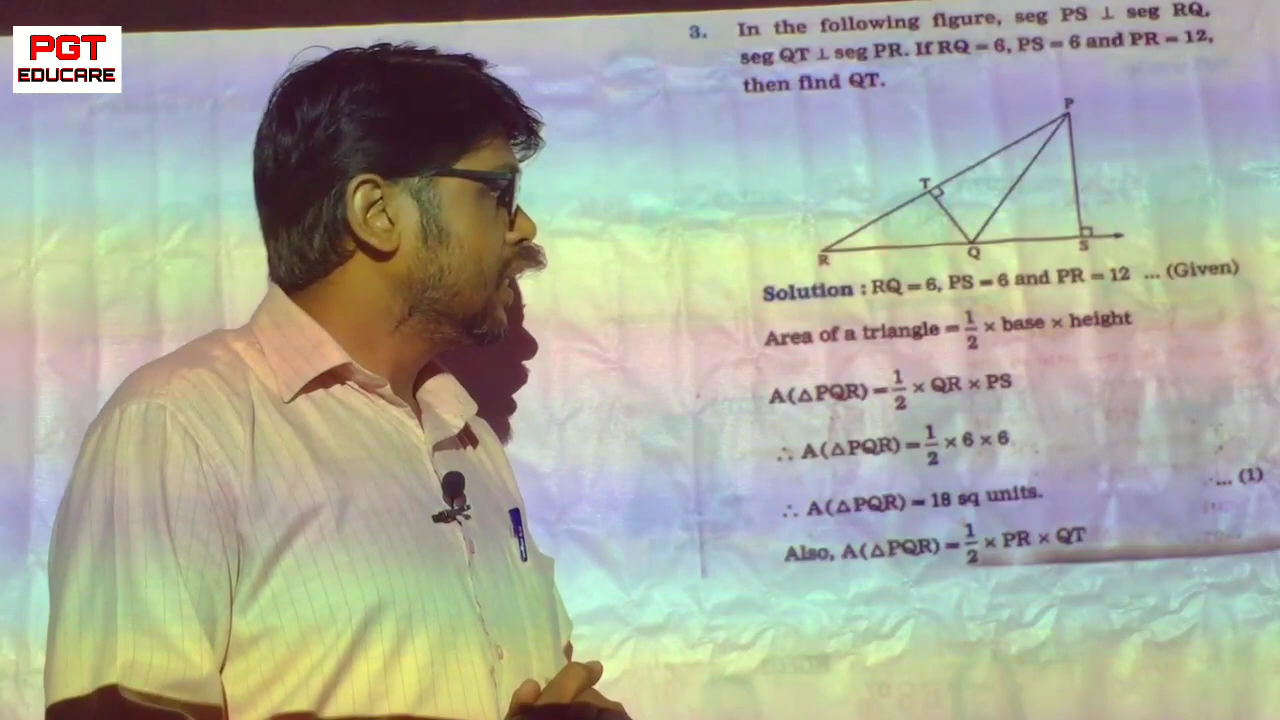 PGT
EDUCARE
3. In the following figure, seg PS ⊥ seg RQ,
seg QT ⊥ seg PR. If RQ = 6, PS = 6 and PR = 12,
then find QT.
P
T
R
Q
S
Solution : RQ = 6, PS = 6 and PR = 12 ... (Given)
Area of a triangle = 1/2 × base × height
A(△PQR) = 1/2 × QR × PS
∴ A(△PQR) = 1/2 × 6 × 6
∴ A(△PQR) = 18 sq units. ... (1)
Also, A(△PQR) = 1/2 × PR × QT